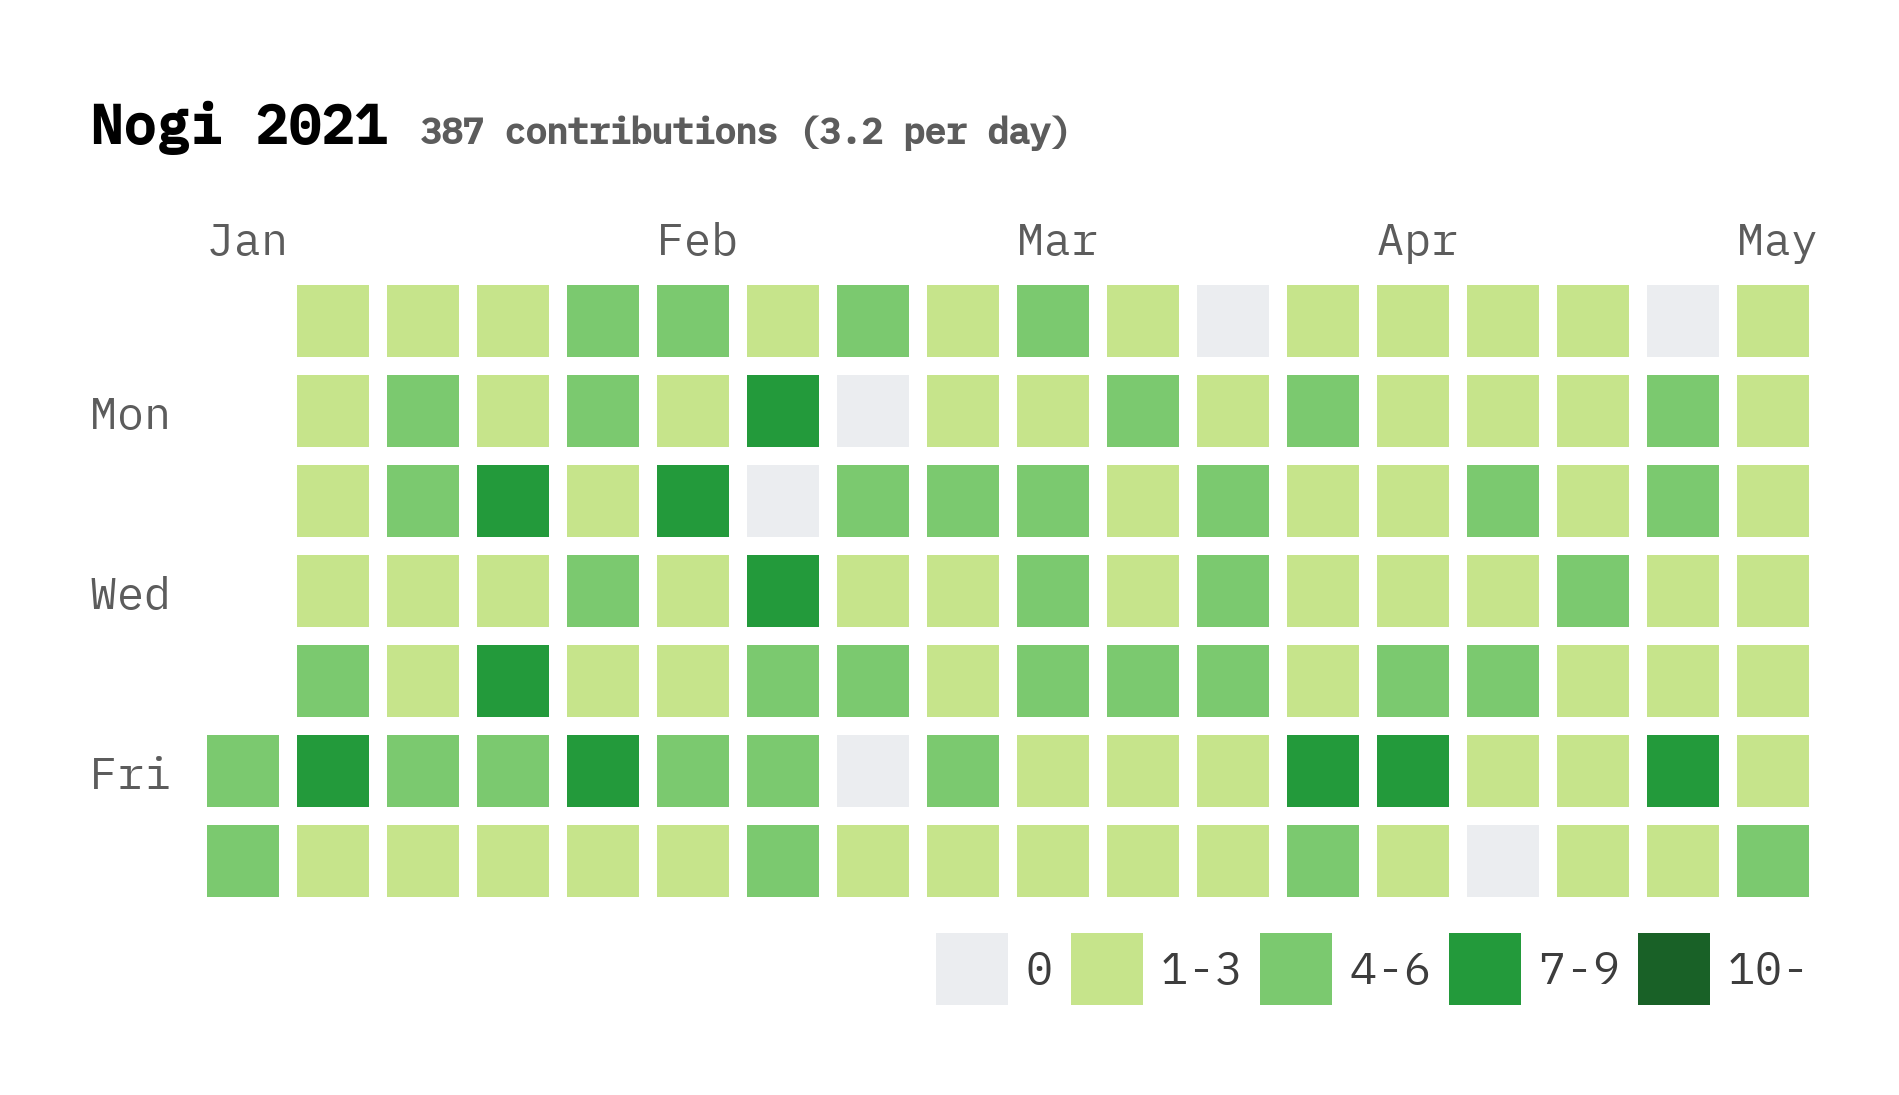 Nogi 2021 387 contributions (3.2 per day)
Jan Feb Mar Apr May
Mon
Wed
Fri
0 1-3 4-6 7-9 10-